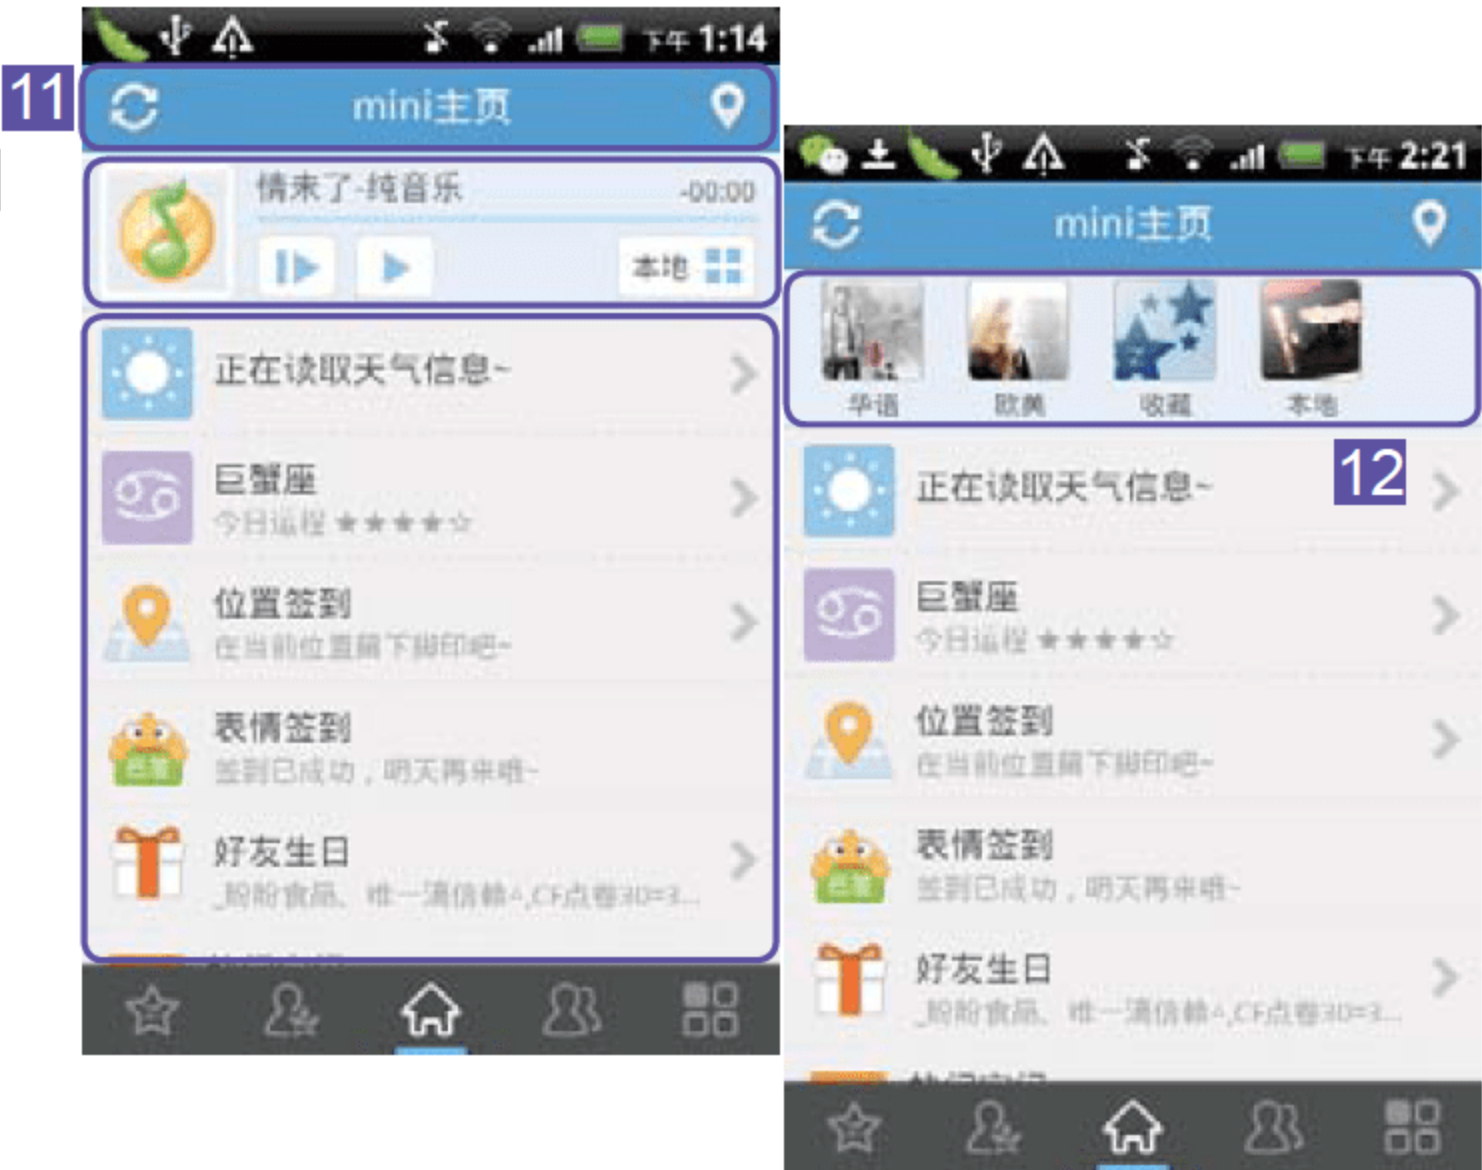 11
下午 1:14
mini主页
情来了-纯音乐
-00:00
本地
正在读取天气信息~
巨蟹座
今日运程 ★★★★☆
位置签到
在当前位置留下脚印吧~
表情签到
签到已成功，明天再来哦~
好友生日
下午 2:21
mini主页
华语
欧美
收藏
本地
正在读取天气信息~
12
巨蟹座
今日运程 ★★★★☆
位置签到
在当前位置留下脚印吧~
表情签到
签到已成功，明天再来哦~
好友生日